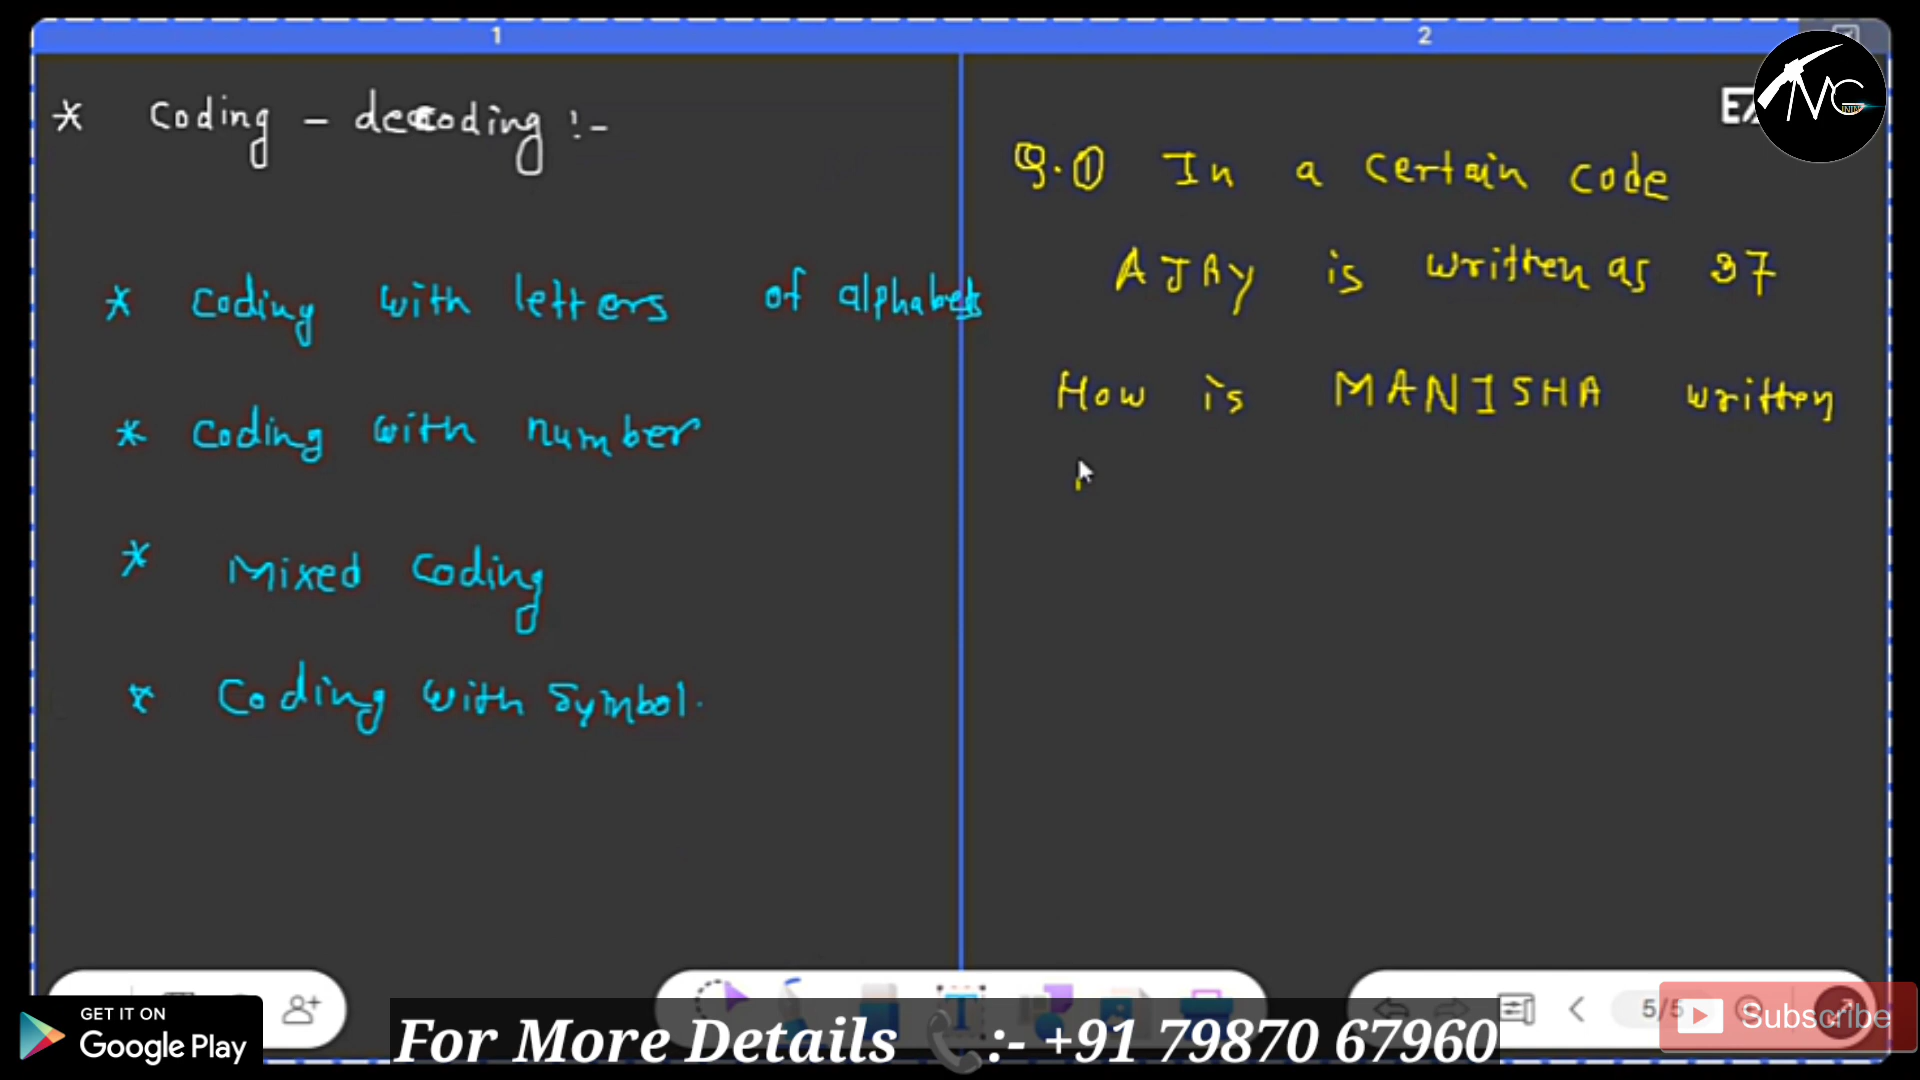 1
* Coding - decoding :-
* Coding with letters of alphabets
* Coding with number
* Mixed Coding
* Coding with Symbol.
2
Q.① In a certain code
AJAY is written as 37
How is MANISHA written
MG
5/5
GET IT ON
Google Play
For More Details :- +91 79870 67960
Subscribe